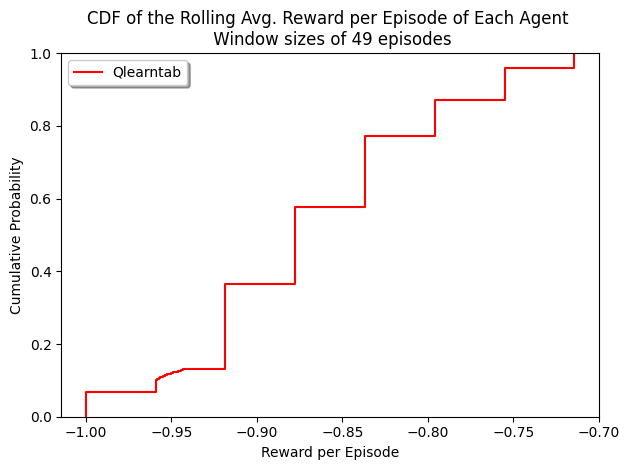 CDF of the Rolling Avg. Reward per Episode of Each Agent
Window sizes of 49 episodes
Qlearntab
1.0
0.8
0.6
0.4
0.2
0.0
Cumulative Probability
−1.00 −0.95 −0.90 −0.85 −0.80 −0.75 −0.70
Reward per Episode